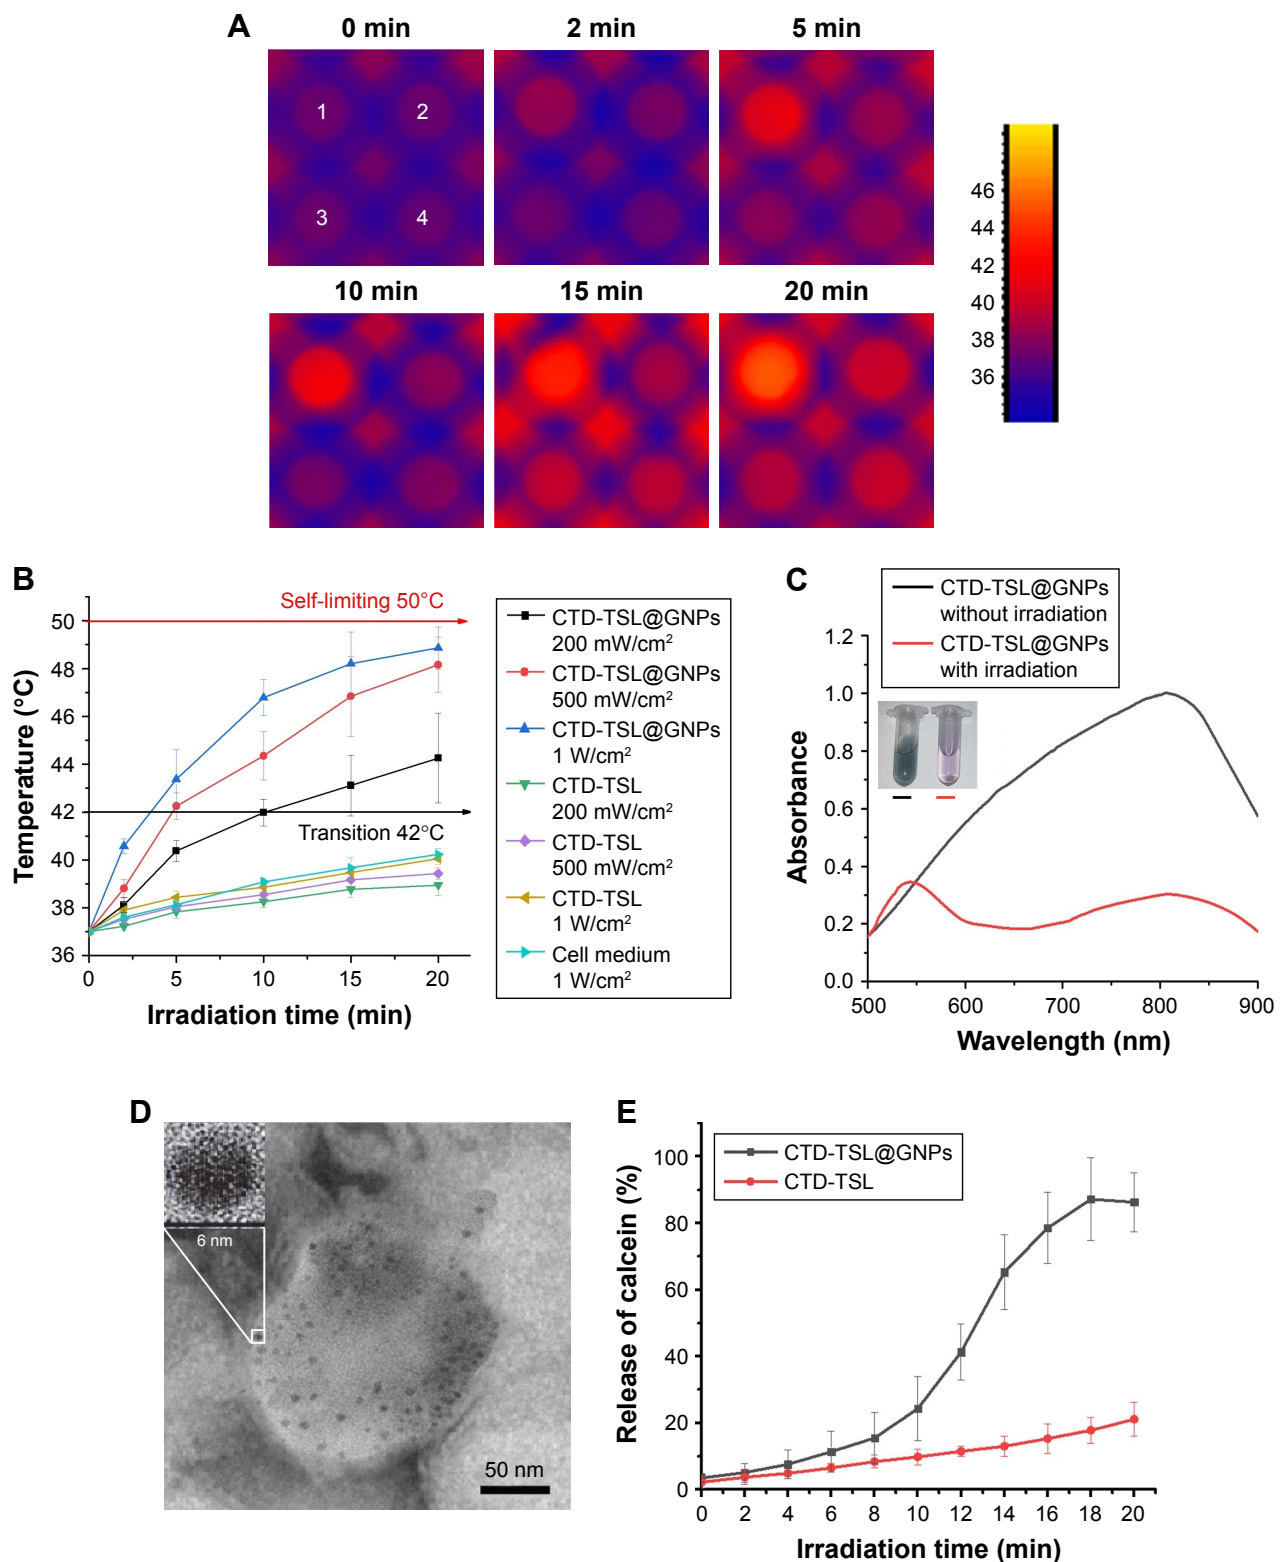 A
0 min
2 min
5 min
1
2
3
4
10 min
15 min
20 min
46
44
42
40
38
36
B
Self-limiting 50°C
Transition 42°C
50
48
46
44
42
40
38
36
0
5
10
15
20
Temperature (°C)
Irradiation time (min)
CTD-TSL@GNPs
200 mW/cm²
CTD-TSL@GNPs
500 mW/cm²
CTD-TSL@GNPs
1 W/cm²
CTD-TSL
200 mW/cm²
CTD-TSL
500 mW/cm²
CTD-TSL
1 W/cm²
Cell medium
1 W/cm²
C
CTD-TSL@GNPs
without irradiation
CTD-TSL@GNPs
with irradiation
1.2
1.0
0.8
0.6
0.4
0.2
0.0
500
600
700
800
900
Absorbance
Wavelength (nm)
D
6 nm
50 nm
E
CTD-TSL@GNPs
CTD-TSL
100
80
60
40
20
0
0
2
4
6
8
10
12
14
16
18
20
Release of calcein (%)
Irradiation time (min)